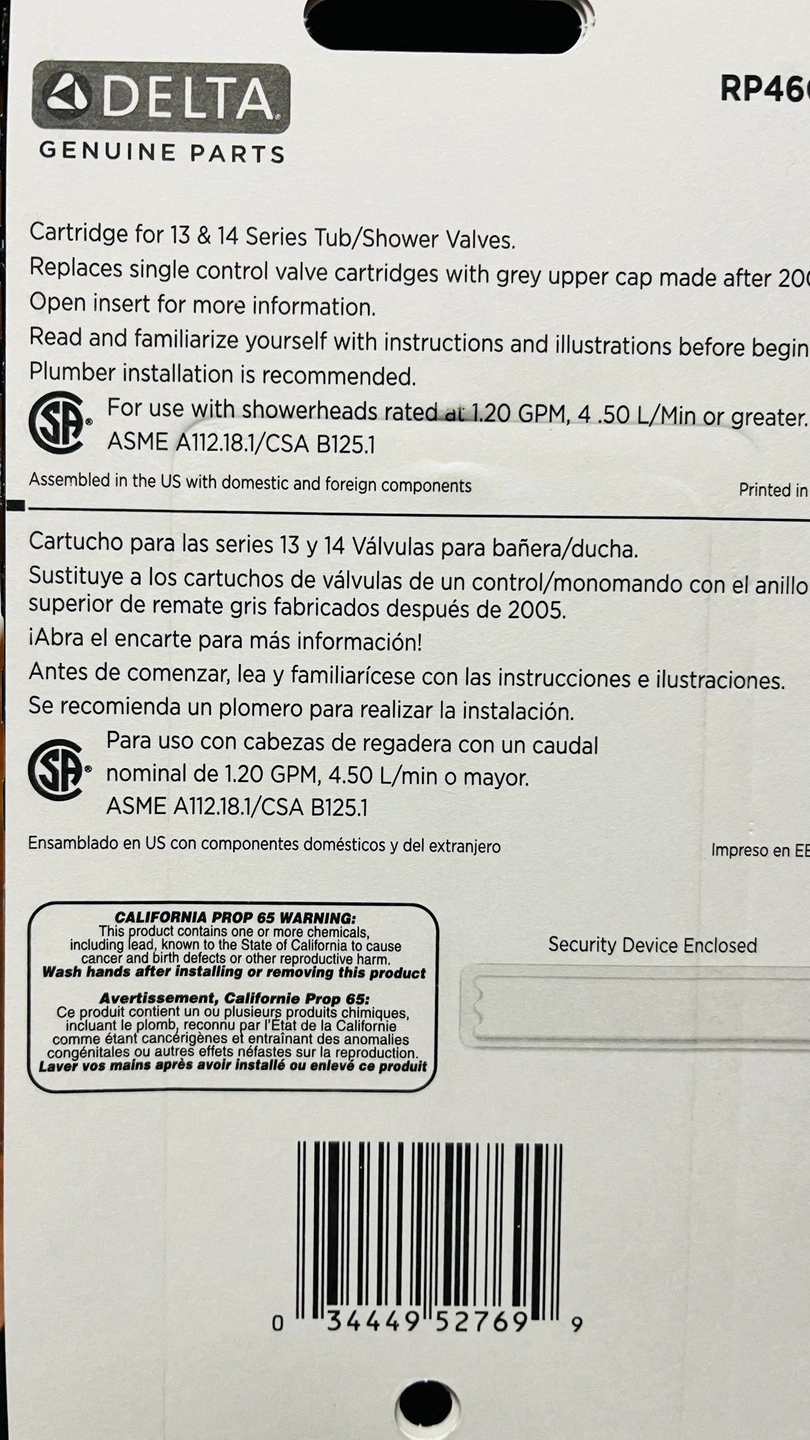 DELTA
GENUINE PARTS
RP46
Cartridge for 13 & 14 Series Tub/Shower Valves.
Replaces single control valve cartridges with grey upper cap made after 200
Open insert for more information.
Read and familiarize yourself with instructions and illustrations before begin
Plumber installation is recommended.
SA® For use with showerheads rated at 1.20 GPM, 4 .50 L/Min or greater.
ASME A112.18.1/CSA B125.1
Assembled in the US with domestic and foreign components
Printed in
Cartucho para las series 13 y 14 Válvulas para bañera/ducha.
Sustituye a los cartuchos de válvulas de un control/monomando con el anillo
superior de remate gris fabricados después de 2005.
¡Abra el encarte para más información!
Antes de comenzar, lea y familiarícese con las instrucciones e ilustraciones.
Se recomienda un plomero para realizar la instalación.
SA® Para uso con cabezas de regadera con un caudal
nominal de 1.20 GPM, 4.50 L/min o mayor.
ASME A112.18.1/CSA B125.1
Ensamblado en US con componentes domésticos y del extranjero
Impreso en EE
CALIFORNIA PROP 65 WARNING:
This product contains one or more chemicals,
including lead, known to the State of California to cause
cancer and birth defects or other reproductive harm.
Wash hands after installing or removing this product
Avertissement, Californie Prop 65:
Ce produit contient un ou plusieurs produits chimiques,
incluant le plomb, reconnu par l'État de la Californie
comme étant cancérigènes et entraînant des anomalies
congénitales ou autres effets néfastes sur la reproduction.
Laver vos mains après avoir installé ou enlevé ce produit
Security Device Enclosed
0 34449 52769 9